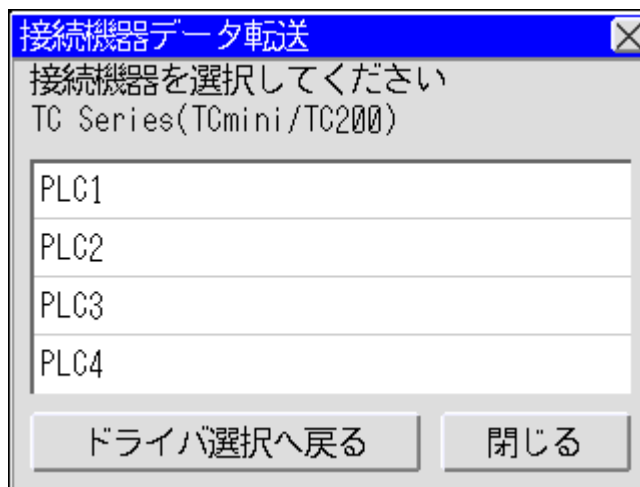 接続機器データ転送
接続機器を選択してください
TC Series(TCmini/TC200)
PLC1
PLC2
PLC3
PLC4
ドライバ選択へ戻る
閉じる